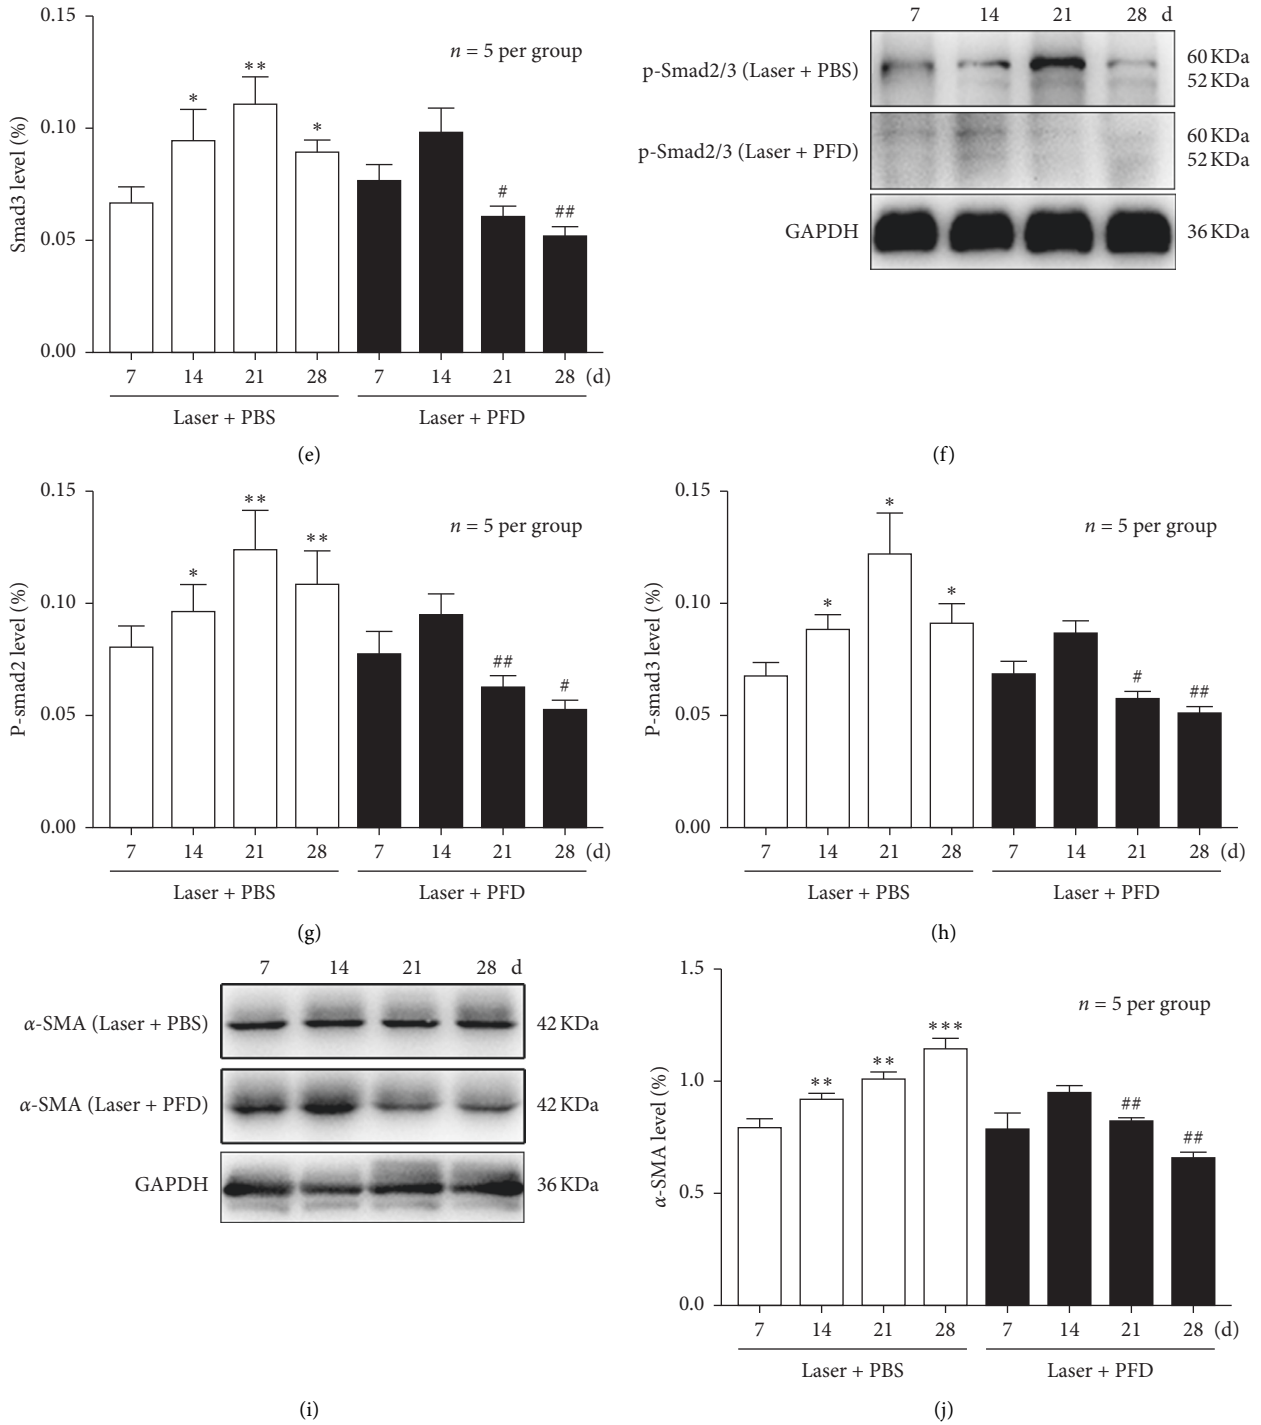 0.15
0.10
0.05
0.00
Smad3 level (%)
n = 5 per group
*
**
*
#
##
7 14 21 28 7 14 21 28 (d)
Laser + PBS Laser + PFD
(e)
7 14 21 28 d
p-Smad2/3 (Laser + PBS)
60 KDa
52 KDa
p-Smad2/3 (Laser + PFD)
60 KDa
52 KDa
GAPDH 36 KDa
(f)
0.15
0.10
0.05
0.00
P-smad2 level (%)
n = 5 per group
*
**
**
##
#
7 14 21 28 7 14 21 28 (d)
Laser + PBS Laser + PFD
(g)
0.15
0.10
0.05
0.00
P-smad3 level (%)
n = 5 per group
*
*
*
#
##
7 14 21 28 7 14 21 28 (d)
Laser + PBS Laser + PFD
(h)
7 14 21 28 d
α-SMA (Laser + PBS) 42 KDa
α-SMA (Laser + PFD) 42 KDa
GAPDH 36 KDa
(i)
1.5
1.0
0.5
0.0
α-SMA level (%)
n = 5 per group
**
**
***
##
##
7 14 21 28 7 14 21 28 (d)
Laser + PBS Laser + PFD
(j)